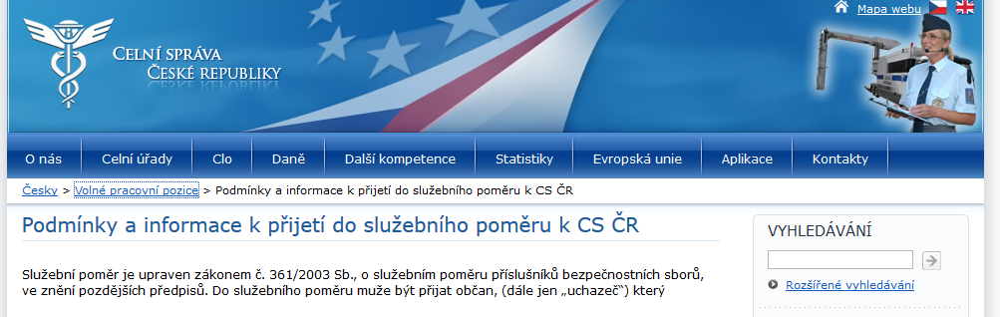 Mapa webu
CELNÍ SPRÁVA
ČESKÉ REPUBLIKY
O nás
Celní úřady
Clo
Daně
Další kompetence
Statistiky
Evropská unie
Aplikace
Kontakty
Česky > Volné pracovní pozice > Podmínky a informace k přijetí do služebního poměru k CS ČR
Podmínky a informace k přijetí do služebního poměru k CS ČR
Služební poměr je upraven zákonem č. 361/2003 Sb., o služebním poměru příslušníků bezpečnostních sborů,
ve znění pozdějších předpisů. Do služebního poměru muže být přijat občan, (dále jen „uchazeč“) který
VYHLEDÁVÁNÍ
Rozšířené vyhledávání